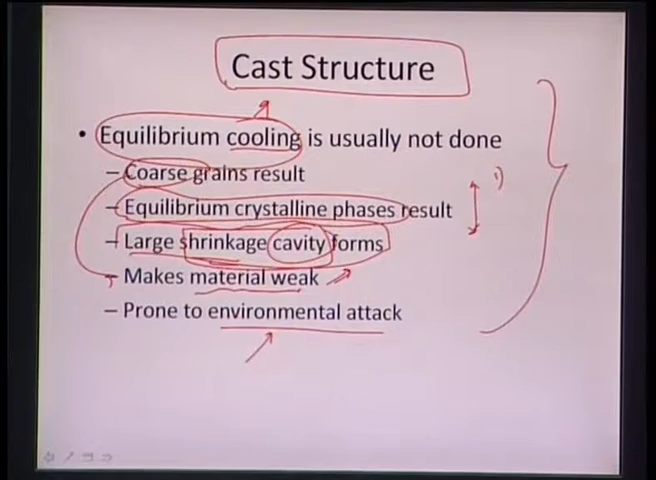 Cast Structure
• Equilibrium cooling is usually not done
– Coarse grains result
– Equilibrium crystalline phases result
– Large shrinkage cavity forms
– Makes material weak
– Prone to environmental attack